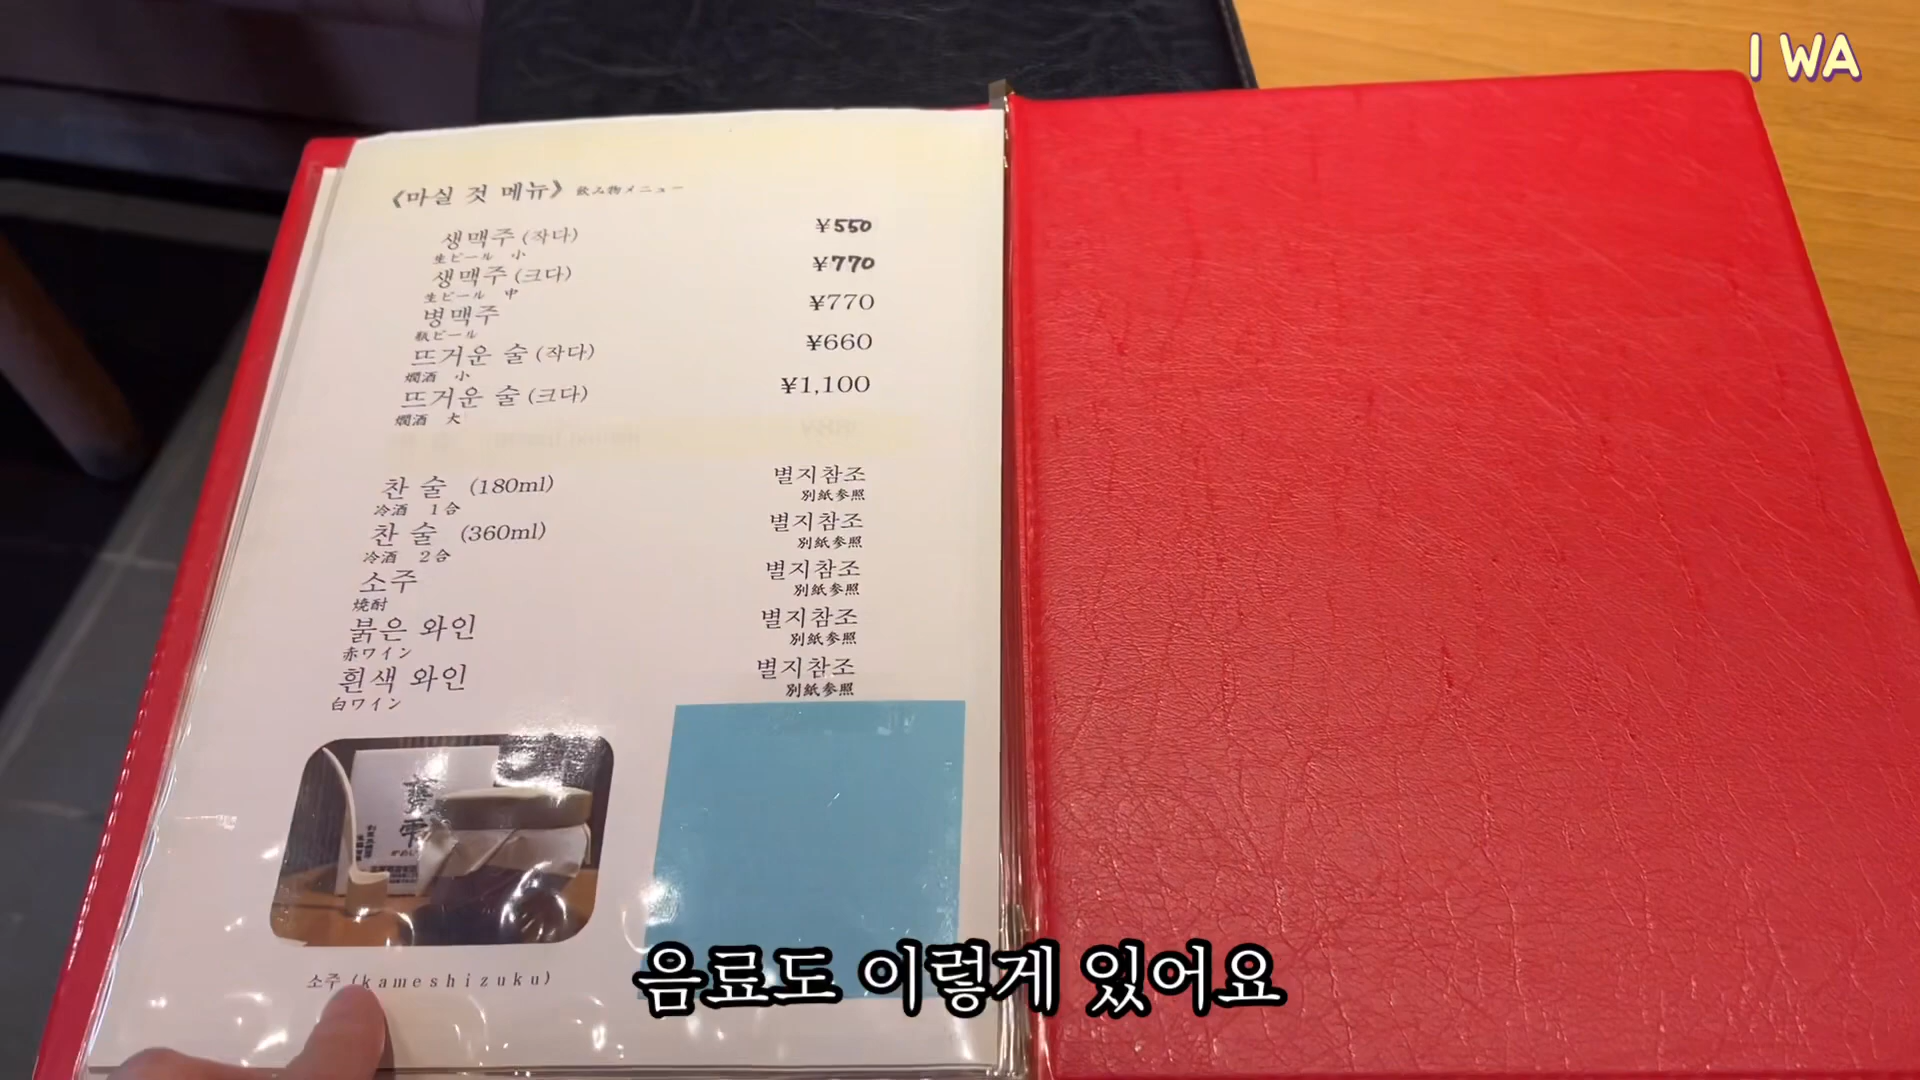 I WA
《마실 것 메뉴》 飲み物メニュー
생맥주 (작다) ¥550
生ビール 小
생맥주 (크다) ¥770
生ビール 中
병맥주 ¥770
瓶ビール
뜨거운 술 (작다) ¥660
燗酒 小
뜨거운 술 (크다) ¥1,100
燗酒 大
찬 술 (180ml) 별지참조
冷酒 1合 別紙参照
찬 술 (360ml) 별지참조
冷酒 2合 別紙参照
소주 별지참조
焼酎 別紙参照
붉은 와인 별지참조
赤ワイン 別紙参照
흰색 와인 별지참조
白ワイン 別紙参照
甕雫
소주 (kameshizuku)
음료도 이렇게 있어요